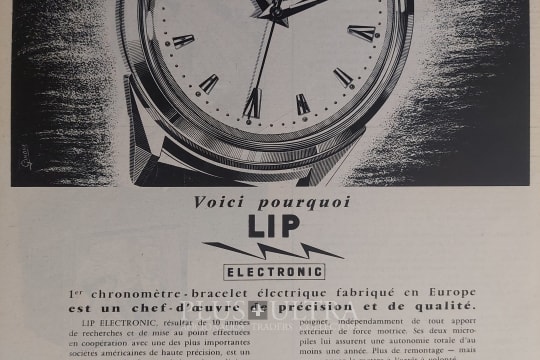 Voici pourquoi
LIP
ELECTRONIC
1er chronomètre-bracelet électrique fabriqué en Europe
est un chef-d'œuvre de précision et de qualité.
PLUS ULTRA
TRADERS
LIP ELECTRONIC, résultat de 10 années
de recherches et de mise au point effectuées
en coopération avec une des plus importantes
sociétés américaines de haute précision, est un
poignet, indépendamment de tout apport
extérieur de force motrice. Ses deux micro-
piles lui assurent une autonomie totale d'au
moins une année. Plus de remontage — mais